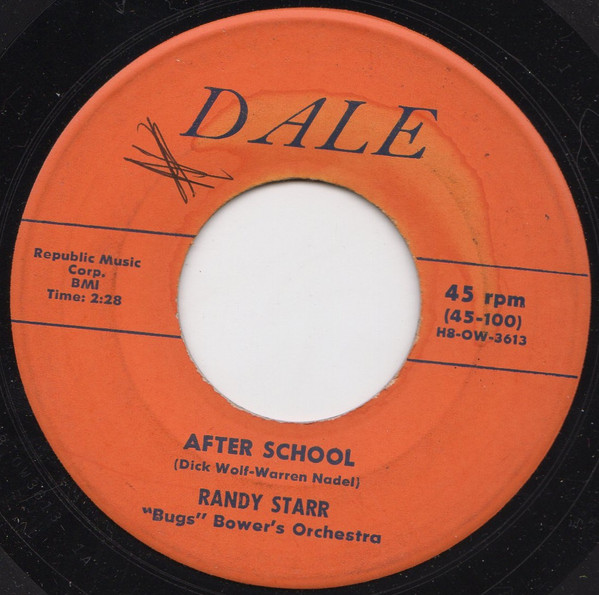 DALE
Republic Music
Corp.
BMI
Time: 2:28
45 rpm
(45-100)
H8-OW-3613
AFTER SCHOOL
(Dick Wolf-Warren Nadel)
RANDY STARR
"Bugs" Bower's Orchestra